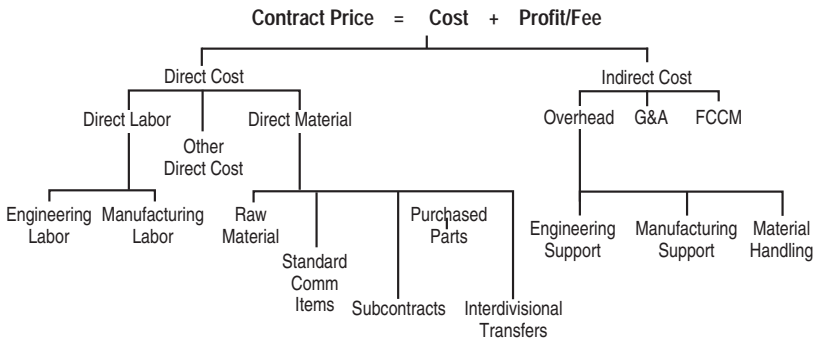 Contract Price = Cost + Profit/Fee
Direct Cost
Indirect Cost
Direct Labor
Other
Direct Cost
Direct Material
Overhead
G&A
FCCM
Engineering
Labor
Manufacturing
Labor
Raw
Material
Standard
Comm
Items
Subcontracts
Purchased
Parts
Interdivisional
Transfers
Engineering
Support
Manufacturing
Support
Material
Handling